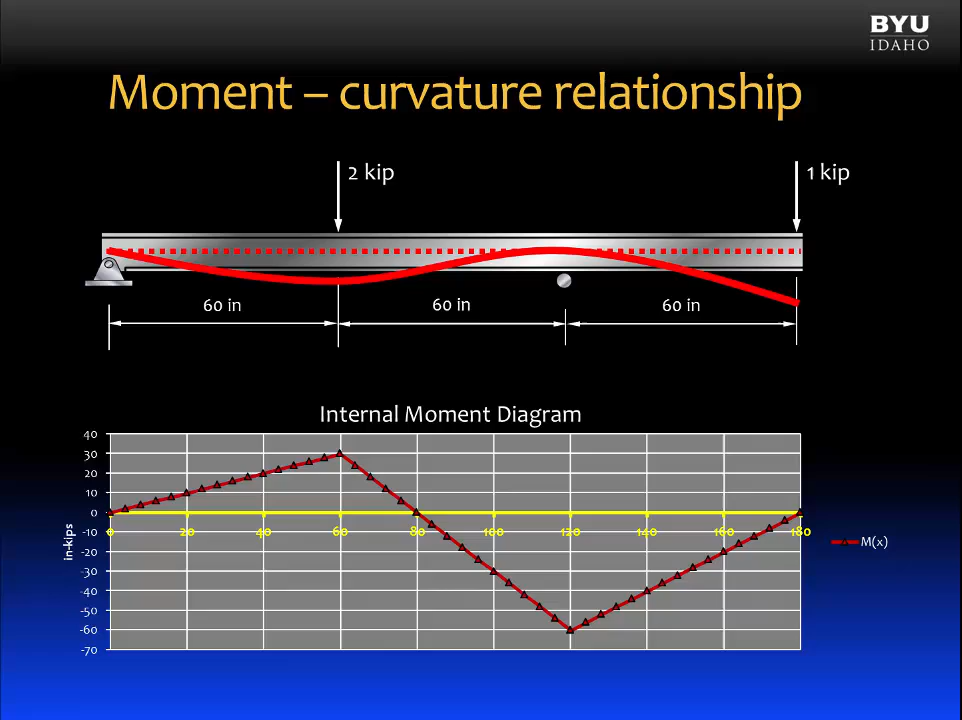 BYU
IDAHO
Moment – curvature relationship
2 kip
1 kip
60 in
60 in
60 in
Internal Moment Diagram
40
30
20
10
0
-10
-20
-30
-40
-50
-60
-70
in-kips
0
20
40
60
80
100
120
140
160
180
M(x)